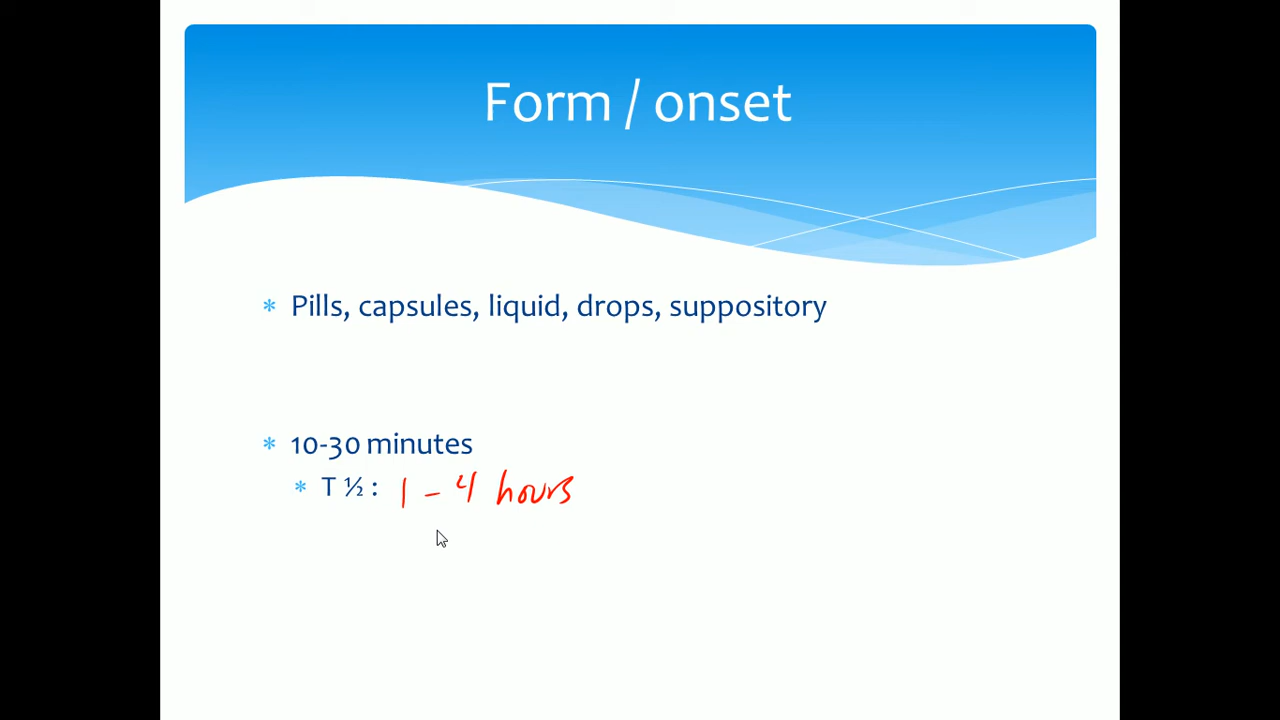 Form / onset
* Pills, capsules, liquid, drops, suppository
* 10-30 minutes
* T ½ : 1 - 4 hours